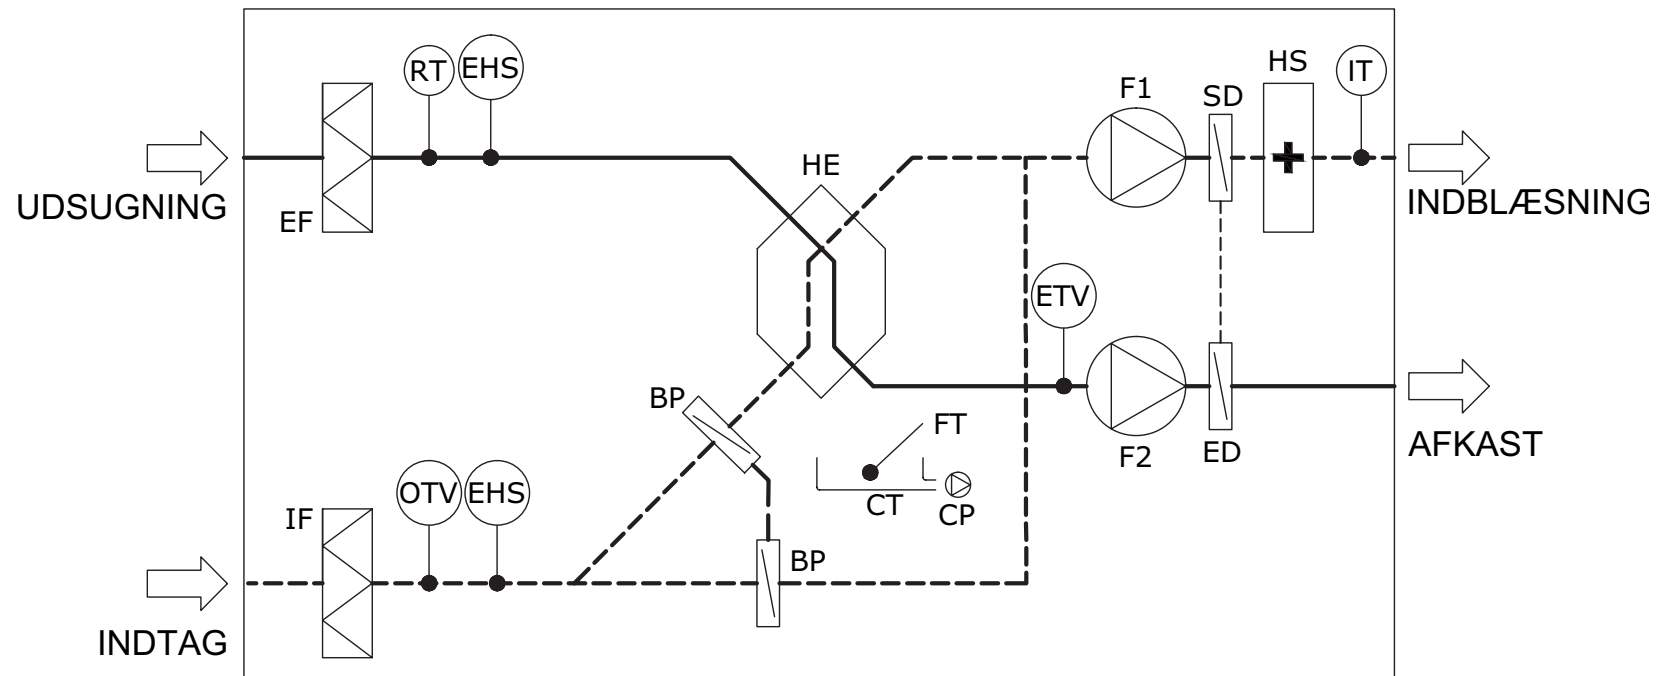 RT
EHS
F1
SD
HS
IT
UDSUGNING
EF
HE
INDBLÆSNING
ETV
BP
FT
F2
ED
AFKAST
IF
OTV
EHS
CT
CP
BP
INDTAG